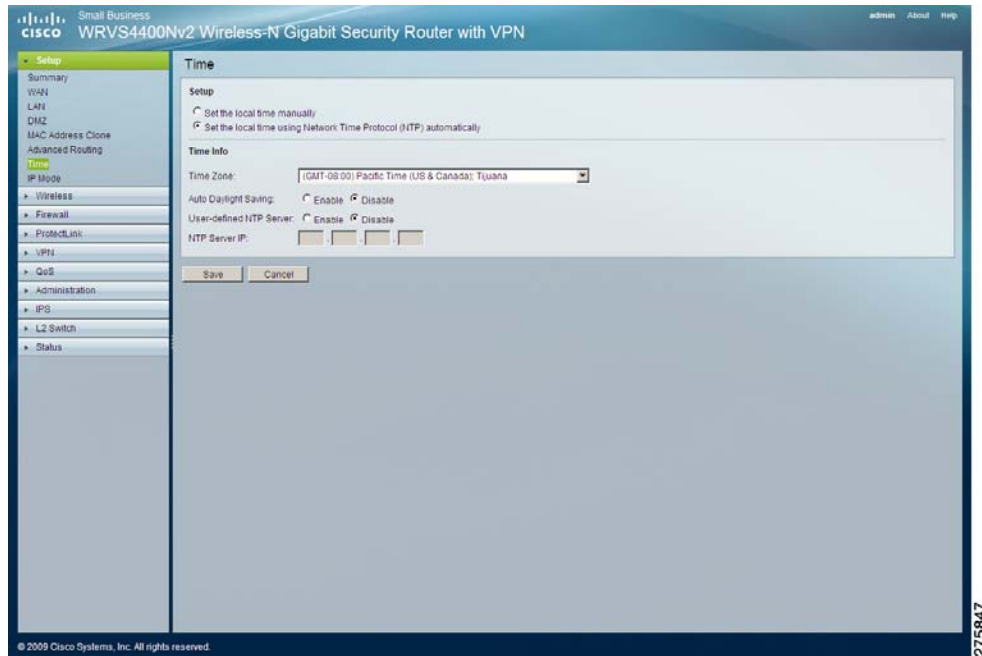 Small Business
admin About Help
CISCO WRVS4400Nv2 Wireless-N Gigabit Security Router with VPN
Setup
Summary
WAN
LAN
DMZ
MAC Address Clone
Advanced Routing
Time
IP Mode
Wireless
Firewall
ProtectLink
VPN
QoS
Administration
IPS
L2 Switch
Status
Time
Setup
Set the local time manually
Set the local time using Network Time Protocol (NTP) automatically
Time Info
Time Zone: (GMT-08:00) Pacific Time (US & Canada); Tijuana
Auto Daylight Saving: Enable Disable
User-defined NTP Server: Enable Disable
NTP Server IP: . . .
Save Cancel
© 2009 Cisco Systems, Inc. All rights reserved.
275847